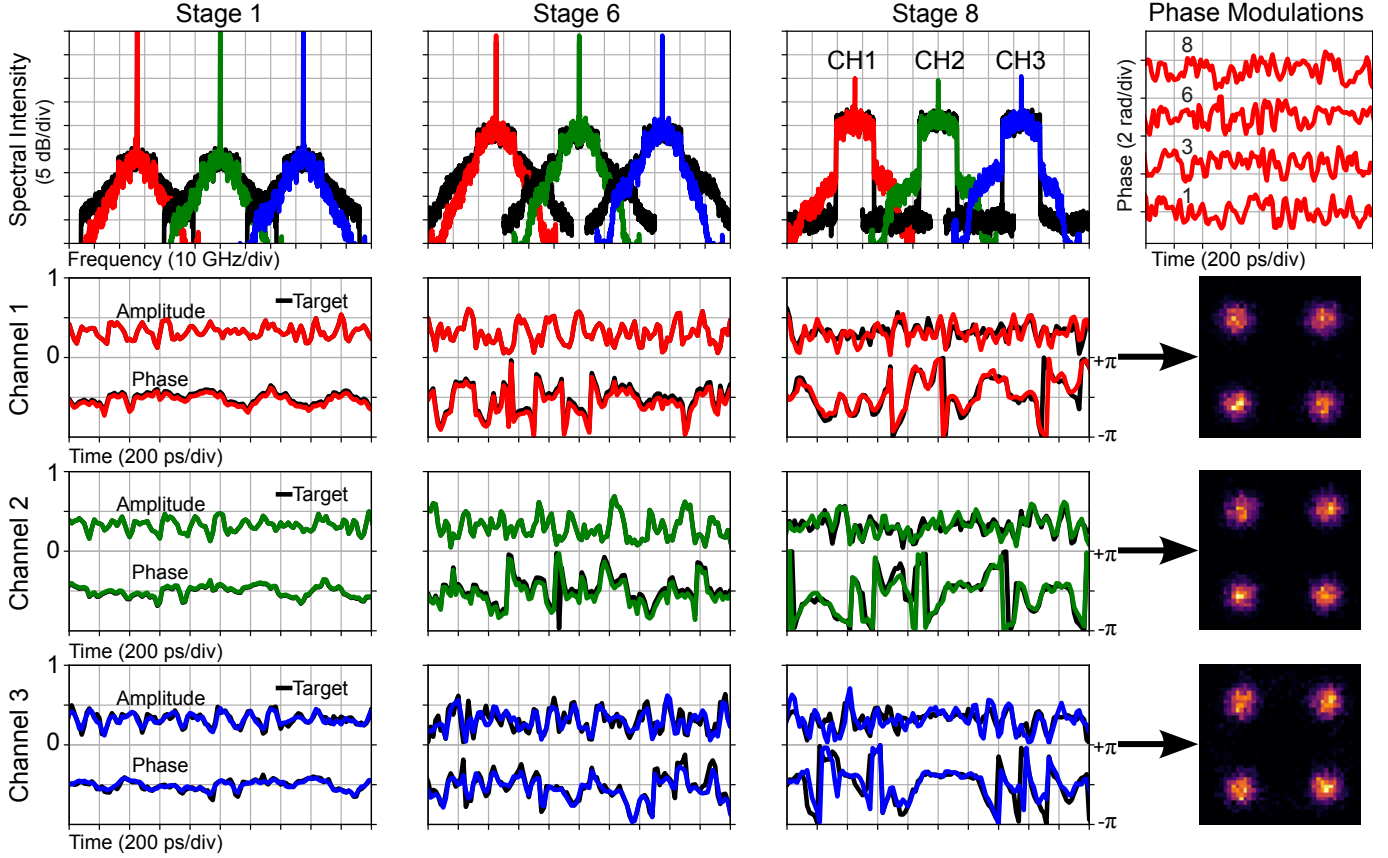 Stage 1
Stage 6
Stage 8
Phase Modulations
Spectral Intensity
(5 dB/div)
CH1
CH2
CH3
Phase (2 rad/div)
8
6
3
1
Frequency (10 GHz/div)
Time (200 ps/div)
Channel 1
1
0
Amplitude
Target
Phase
+π
-π
Time (200 ps/div)
Channel 2
1
0
Amplitude
Target
Phase
+π
-π
Time (200 ps/div)
Channel 3
1
0
Amplitude
Target
Phase
+π
-π
Time (200 ps/div)